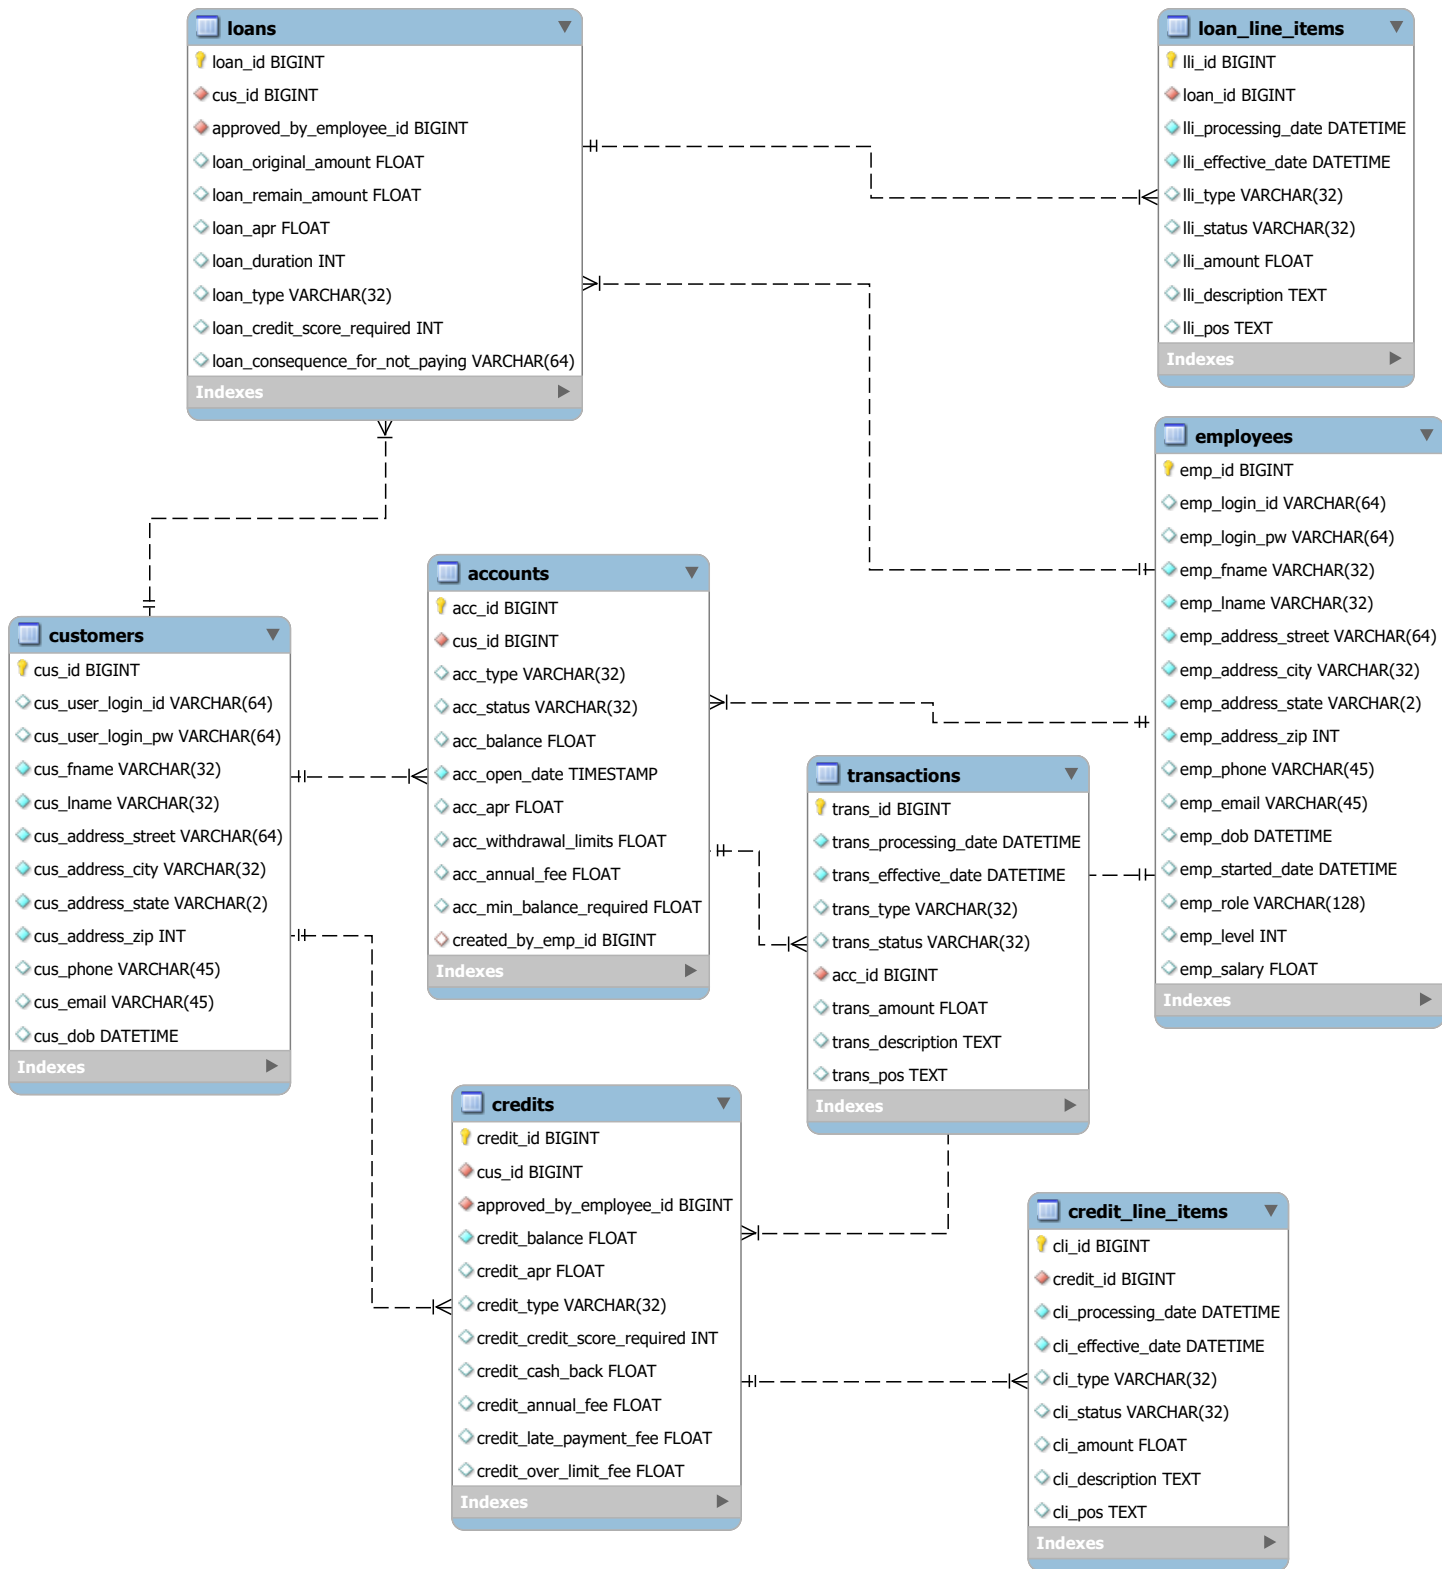 loans
loan_id BIGINT
cus_id BIGINT
approved_by_employee_id BIGINT
loan_original_amount FLOAT
loan_remain_amount FLOAT
loan_apr FLOAT
loan_duration INT
loan_type VARCHAR(32)
loan_credit_score_required INT
loan_consequence_for_not_paying VARCHAR(64)
Indexes
loan_line_items
lli_id BIGINT
loan_id BIGINT
lli_processing_date DATETIME
lli_effective_date DATETIME
lli_type VARCHAR(32)
lli_status VARCHAR(32)
lli_amount FLOAT
lli_description TEXT
lli_pos TEXT
Indexes
employees
emp_id BIGINT
emp_login_id VARCHAR(64)
emp_login_pw VARCHAR(64)
emp_fname VARCHAR(32)
emp_lname VARCHAR(32)
emp_address_street VARCHAR(64)
emp_address_city VARCHAR(32)
emp_address_state VARCHAR(2)
emp_address_zip INT
emp_phone VARCHAR(45)
emp_email VARCHAR(45)
emp_dob DATETIME
emp_started_date DATETIME
emp_role VARCHAR(128)
emp_level INT
emp_salary FLOAT
Indexes
accounts
acc_id BIGINT
cus_id BIGINT
acc_type VARCHAR(32)
acc_status VARCHAR(32)
acc_balance FLOAT
acc_open_date TIMESTAMP
acc_apr FLOAT
acc_withdrawal_limits FLOAT
acc_annual_fee FLOAT
acc_min_balance_required FLOAT
created_by_emp_id BIGINT
Indexes
customers
cus_id BIGINT
cus_user_login_id VARCHAR(64)
cus_user_login_pw VARCHAR(64)
cus_fname VARCHAR(32)
cus_lname VARCHAR(32)
cus_address_street VARCHAR(64)
cus_address_city VARCHAR(32)
cus_address_state VARCHAR(2)
cus_address_zip INT
cus_phone VARCHAR(45)
cus_email VARCHAR(45)
cus_dob DATETIME
Indexes
transactions
trans_id BIGINT
trans_processing_date DATETIME
trans_effective_date DATETIME
trans_type VARCHAR(32)
trans_status VARCHAR(32)
acc_id BIGINT
trans_amount FLOAT
trans_description TEXT
trans_pos TEXT
Indexes
credits
credit_id BIGINT
cus_id BIGINT
approved_by_employee_id BIGINT
credit_balance FLOAT
credit_apr FLOAT
credit_type VARCHAR(32)
credit_credit_score_required INT
credit_cash_back FLOAT
credit_annual_fee FLOAT
credit_late_payment_fee FLOAT
credit_over_limit_fee FLOAT
Indexes
credit_line_items
cli_id BIGINT
credit_id BIGINT
cli_processing_date DATETIME
cli_effective_date DATETIME
cli_type VARCHAR(32)
cli_status VARCHAR(32)
cli_amount FLOAT
cli_description TEXT
cli_pos TEXT
Indexes